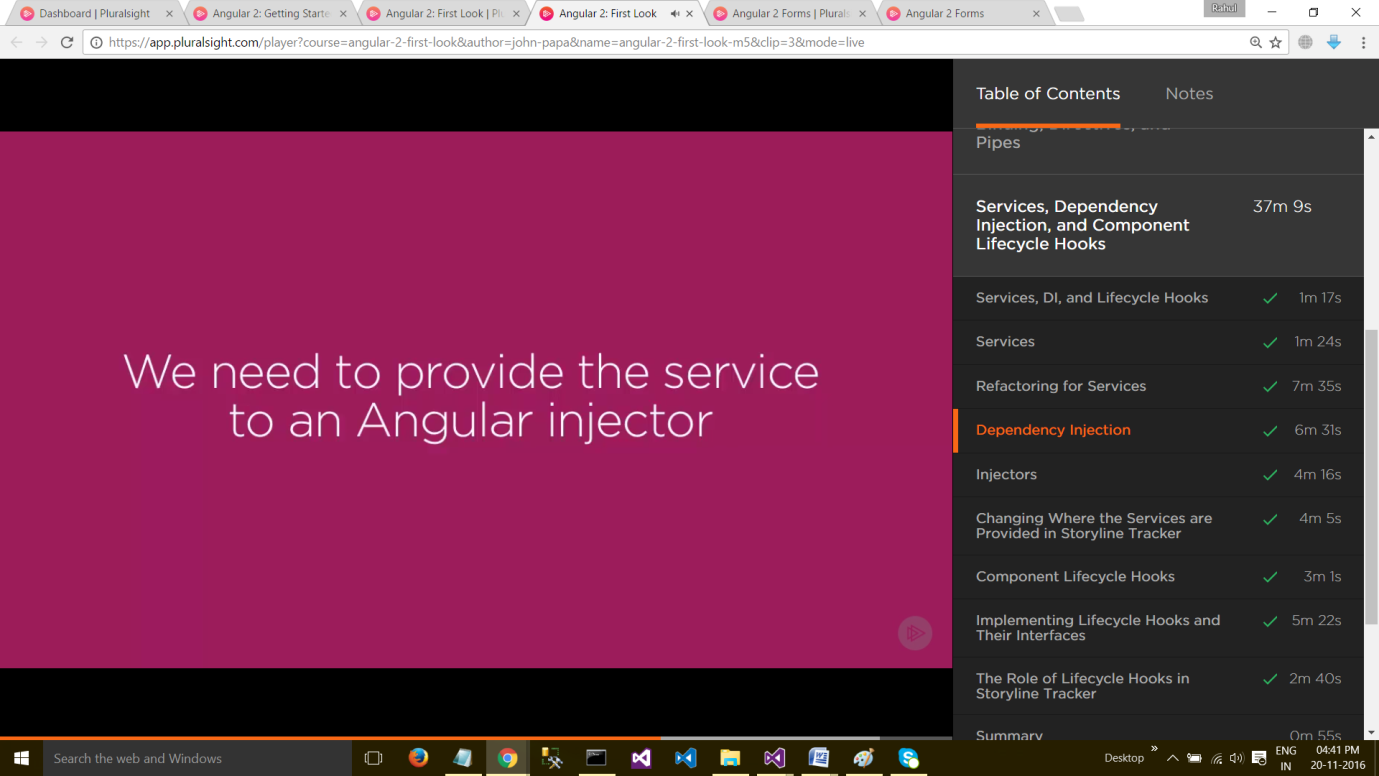 Dashboard | Pluralsight
Angular 2: Getting Starte
Angular 2: First Look | Plu
Angular 2: First Look
Angular 2 Forms | Plurals
Angular 2 Forms
Rahul
https://app.pluralsight.com/player?course=angular-2-first-look&author=john-papa&name=angular-2-first-look-m5&clip=3&mode=live
We need to provide the service
to an Angular injector
Table of Contents
Notes
Binding, Directives, and
Pipes
Services, Dependency
Injection, and Component
Lifecycle Hooks
37m 9s
Services, DI, and Lifecycle Hooks
1m 17s
Services
1m 24s
Refactoring for Services
7m 35s
Dependency Injection
6m 31s
Injectors
4m 16s
Changing Where the Services are
Provided in Storyline Tracker
4m 5s
Component Lifecycle Hooks
3m 1s
Implementing Lifecycle Hooks and
Their Interfaces
5m 22s
The Role of Lifecycle Hooks in
Storyline Tracker
2m 40s
Summary
0m 55s
Search the web and Windows
Desktop
ENG
IN
04:41 PM
20-11-2016